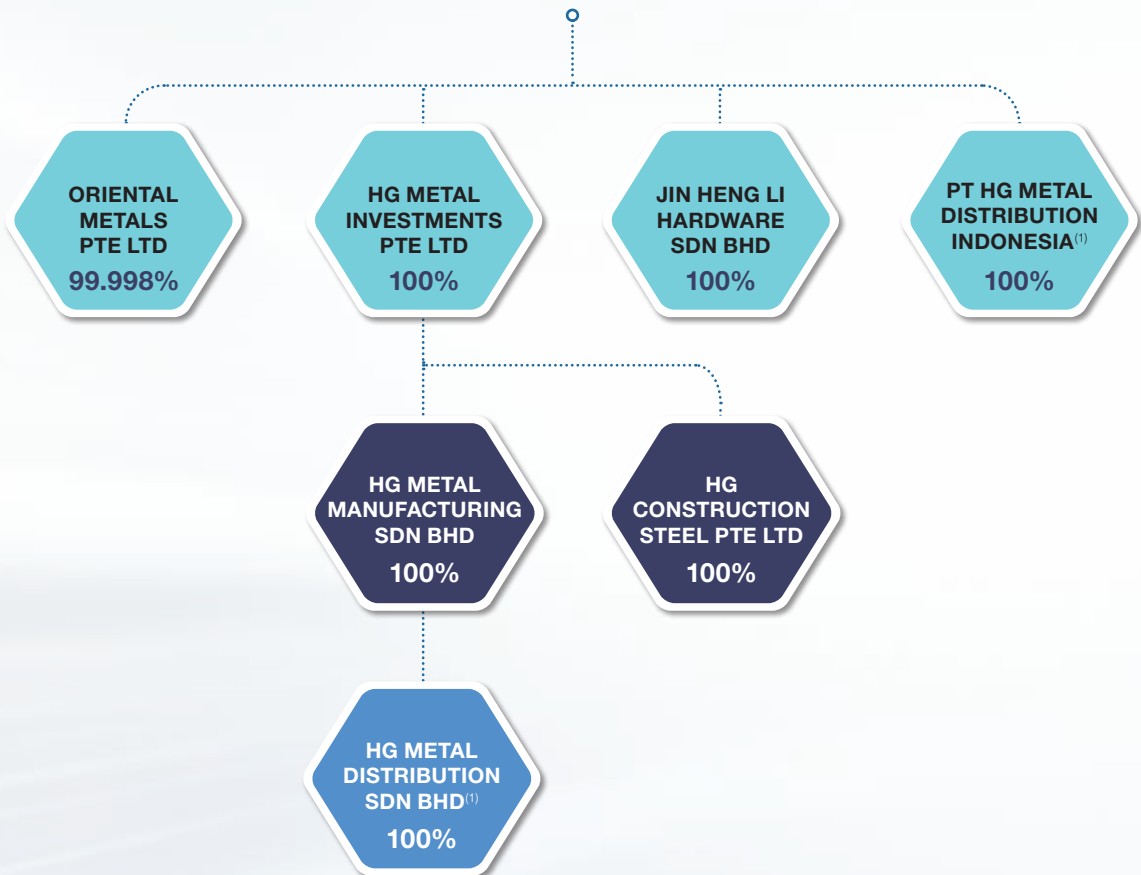 ORIENTAL
METALS
PTE LTD
99.998%
HG METAL
INVESTMENTS
PTE LTD
100%
JIN HENG LI
HARDWARE
SDN BHD
100%
PT HG METAL
DISTRIBUTION
INDONESIA(1)
100%
HG METAL
MANUFACTURING
SDN BHD
100%
HG
CONSTRUCTION
STEEL PTE LTD
100%
HG METAL
DISTRIBUTION
SDN BHD(1)
100%